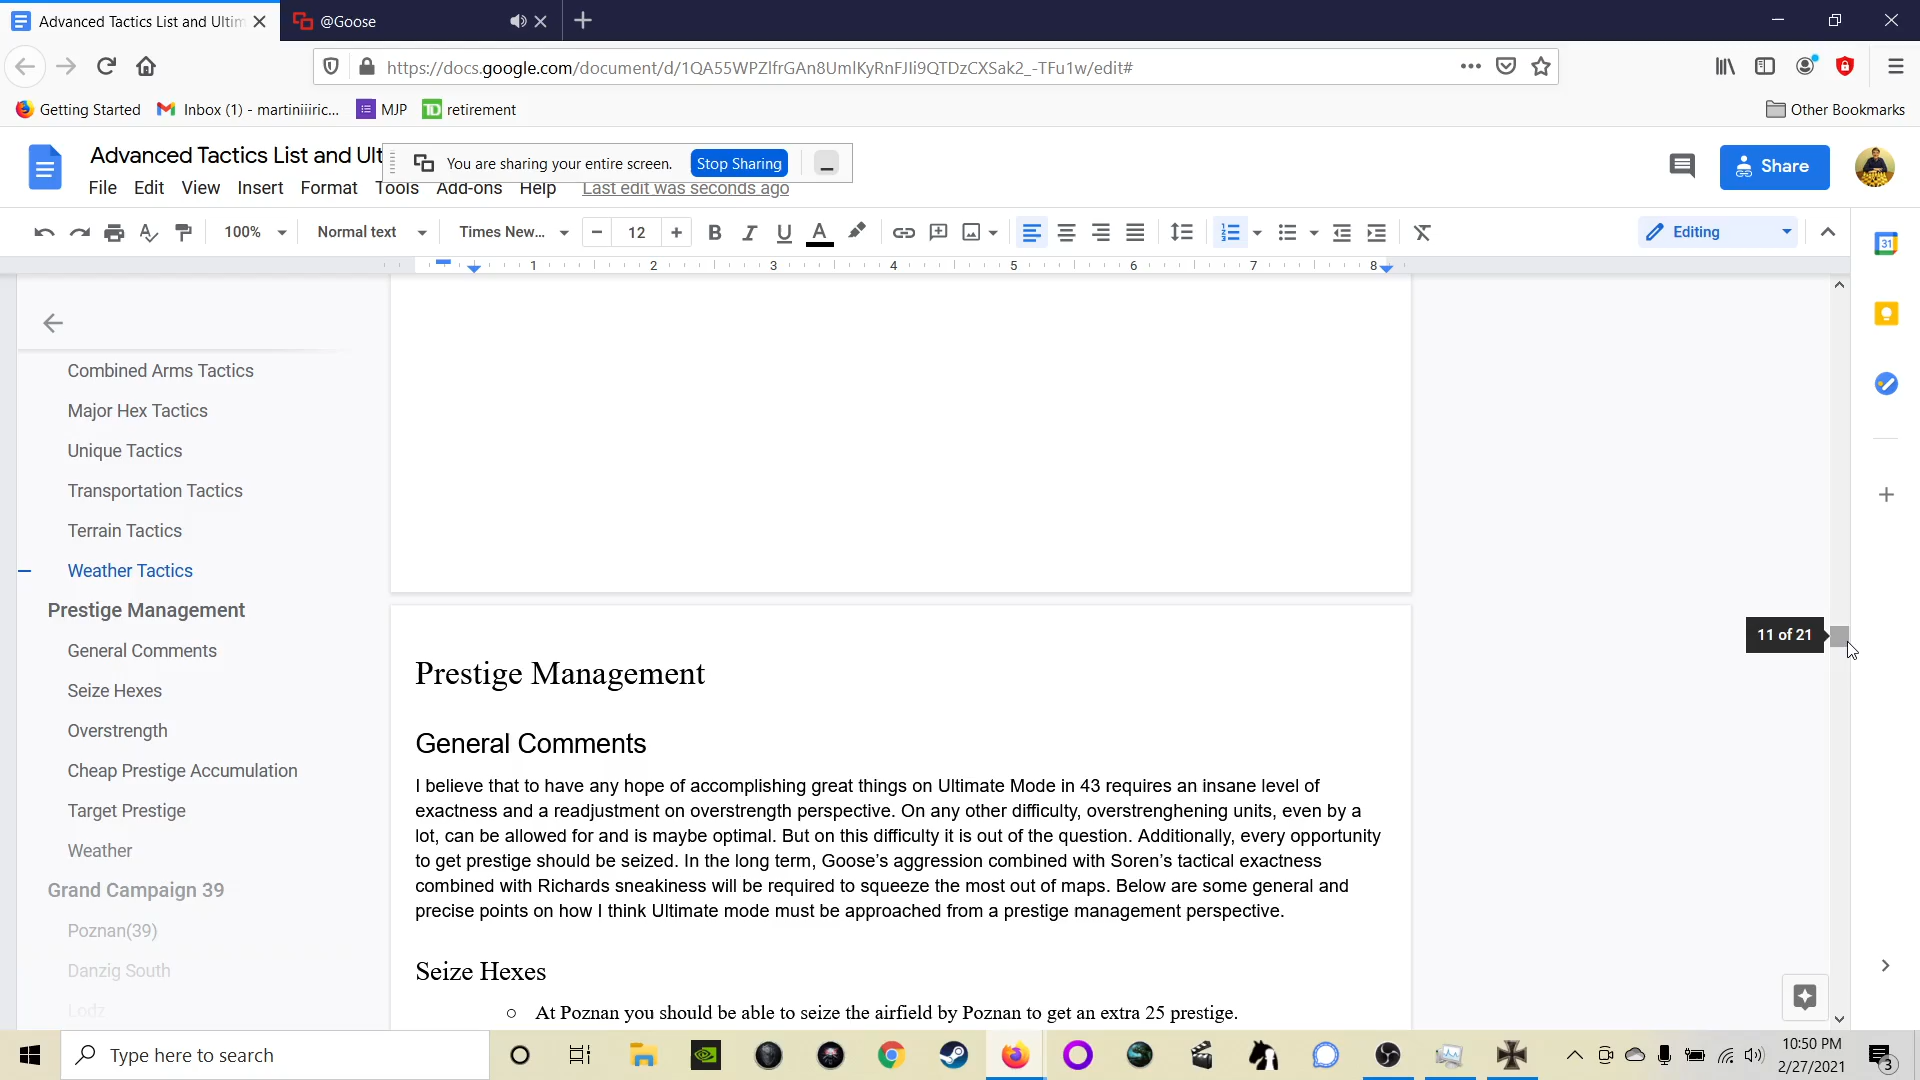 Advanced Tactics List and Ultim
@Goose
https://docs.google.com/document/d/1QA55WPZlfrGAn8UmlKyRnFJIi9QTDzCXSak2_-TFu1w/edit#
Getting Started
Inbox (1) - martiniiiric...
MJP
retirement
Other Bookmarks
Advanced Tactics List and Ult
You are sharing your entire screen.
Stop Sharing
Share
File Edit View Insert Format Tools Add-ons Help Last edit was seconds ago
100% Normal text Times New... 12 Editing
1 2 3 4 5 6 7 8
Combined Arms Tactics
Major Hex Tactics
Unique Tactics
Transportation Tactics
Terrain Tactics
Weather Tactics
Prestige Management
General Comments
Seize Hexes
Overstrength
Cheap Prestige Accumulation
Target Prestige
Weather
Grand Campaign 39
Poznan(39)
Danzig South
Lodz
11 of 21
Prestige Management
General Comments
I believe that to have any hope of accomplishing great things on Ultimate Mode in 43 requires an insane level of
exactness and a readjustment on overstrength perspective. On any other difficulty, overstrenghening units, even by a
lot, can be allowed for and is maybe optimal. But on this difficulty it is out of the question. Additionally, every opportunity
to get prestige should be seized. In the long term, Goose's aggression combined with Soren's tactical exactness
combined with Richards sneakiness will be required to squeeze the most out of maps. Below are some general and
precise points on how I think Ultimate mode must be approached from a prestige management perspective.
Seize Hexes
○ At Poznan you should be able to seize the airfield by Poznan to get an extra 25 prestige.
Type here to search
10:50 PM
2/27/2021
3